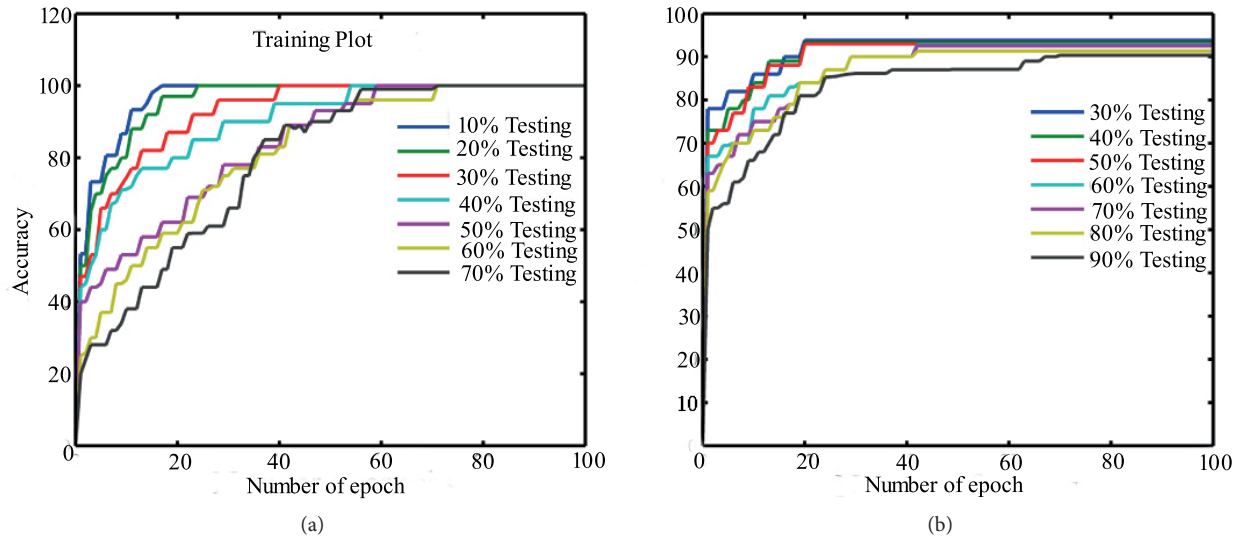 120
100
80
60
40
20
0
Accuracy
Training Plot
10% Testing
20% Testing
30% Testing
40% Testing
50% Testing
60% Testing
70% Testing
20 40 60 80 100
Number of epoch
(a)
100
90
80
70
60
50
40
30
20
10
30% Testing
40% Testing
50% Testing
60% Testing
70% Testing
80% Testing
90% Testing
0 20 40 60 80 100
Number of epoch
(b)